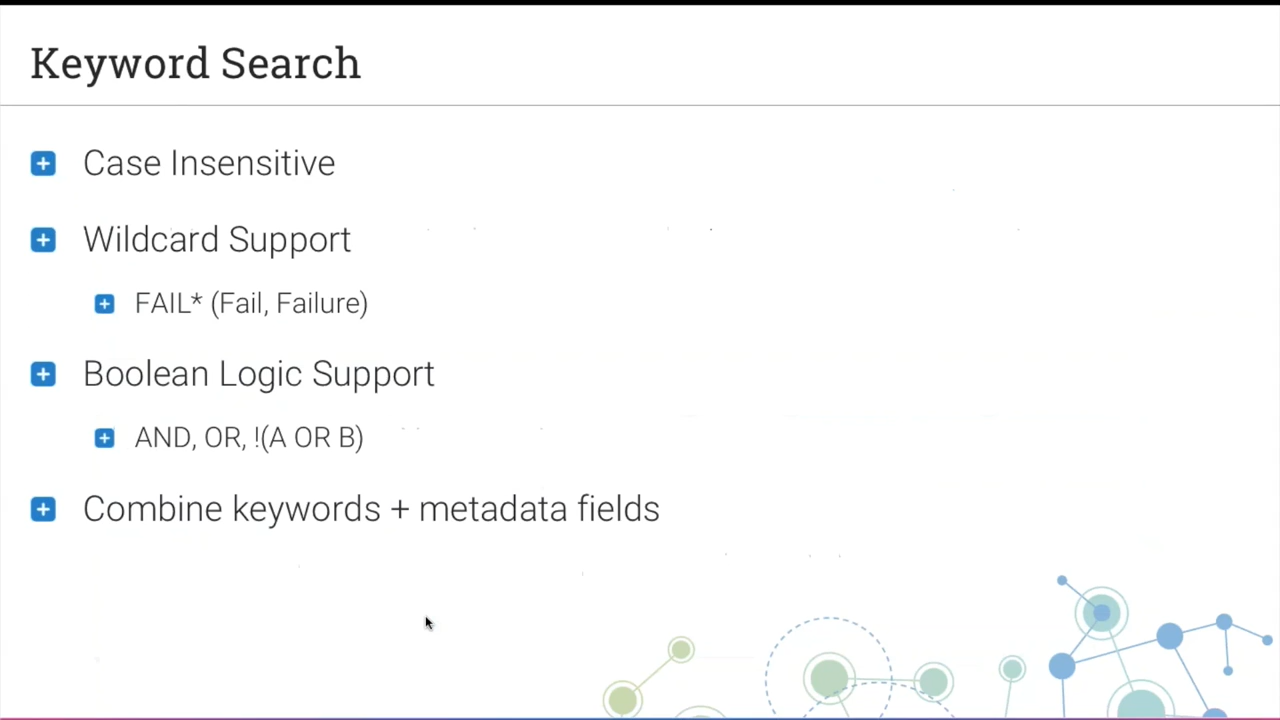 Keyword Search
Case Insensitive
Wildcard Support
FAIL* (Fail, Failure)
Boolean Logic Support
AND, OR, !(A OR B)
Combine keywords + metadata fields